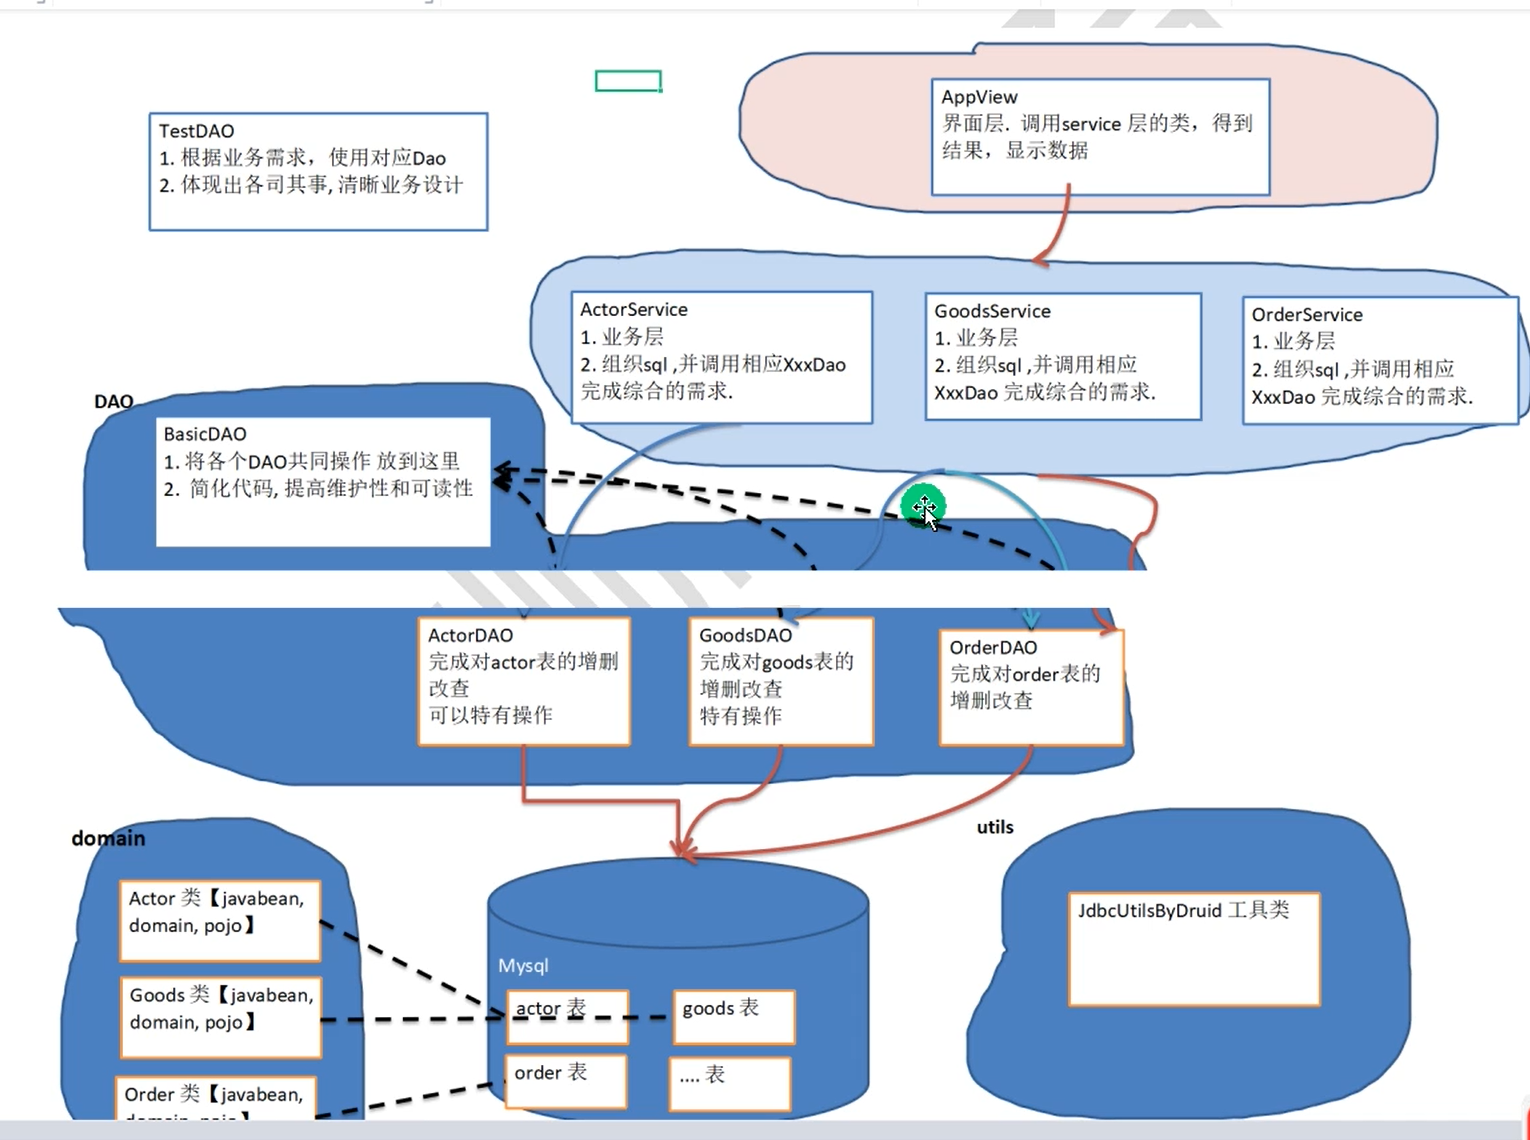 TestDAO
1. 根据业务需求，使用对应Dao
2. 体现出各司其事, 清晰业务设计
AppView
界面层. 调用service 层的类，得到
结果，显示数据
ActorService
1. 业务层
2. 组织sql ,并调用相应XxxDao
完成综合的需求.
GoodsService
1. 业务层
2. 组织sql ,并调用相应
XxxDao 完成综合的需求.
OrderService
1. 业务层
2. 组织sql ,并调用相应
XxxDao 完成综合的需求.
DAO
BasicDAO
1. 将各个DAO共同操作 放到这里
2. 简化代码, 提高维护性和可读性
ActorDAO
完成对actor表的增删
改查
可以特有操作
GoodsDAO
完成对goods表的
增删改查
特有操作
OrderDAO
完成对order表的
增删改查
domain
Actor 类【javabean,
domain, pojo】
Goods 类【javabean,
domain, pojo】
Order 类【javabean,
domain, pojo】
Mysql
actor 表
goods 表
order 表
.... 表
utils
JdbcUtilsByDruid 工具类